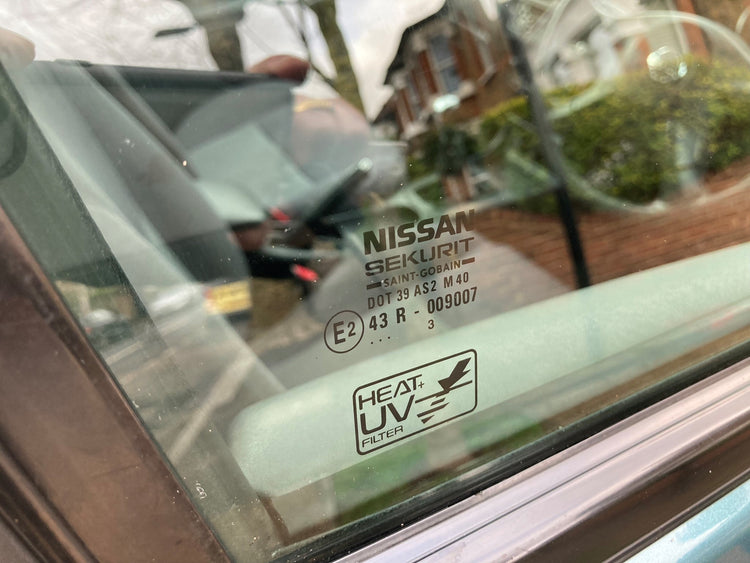 NISSAN
SEKURIT
SAINT-GOBAIN
DOT 39 AS2 M40
E2 43 R - 009007
... 3
HEAT+
UV
FILTER